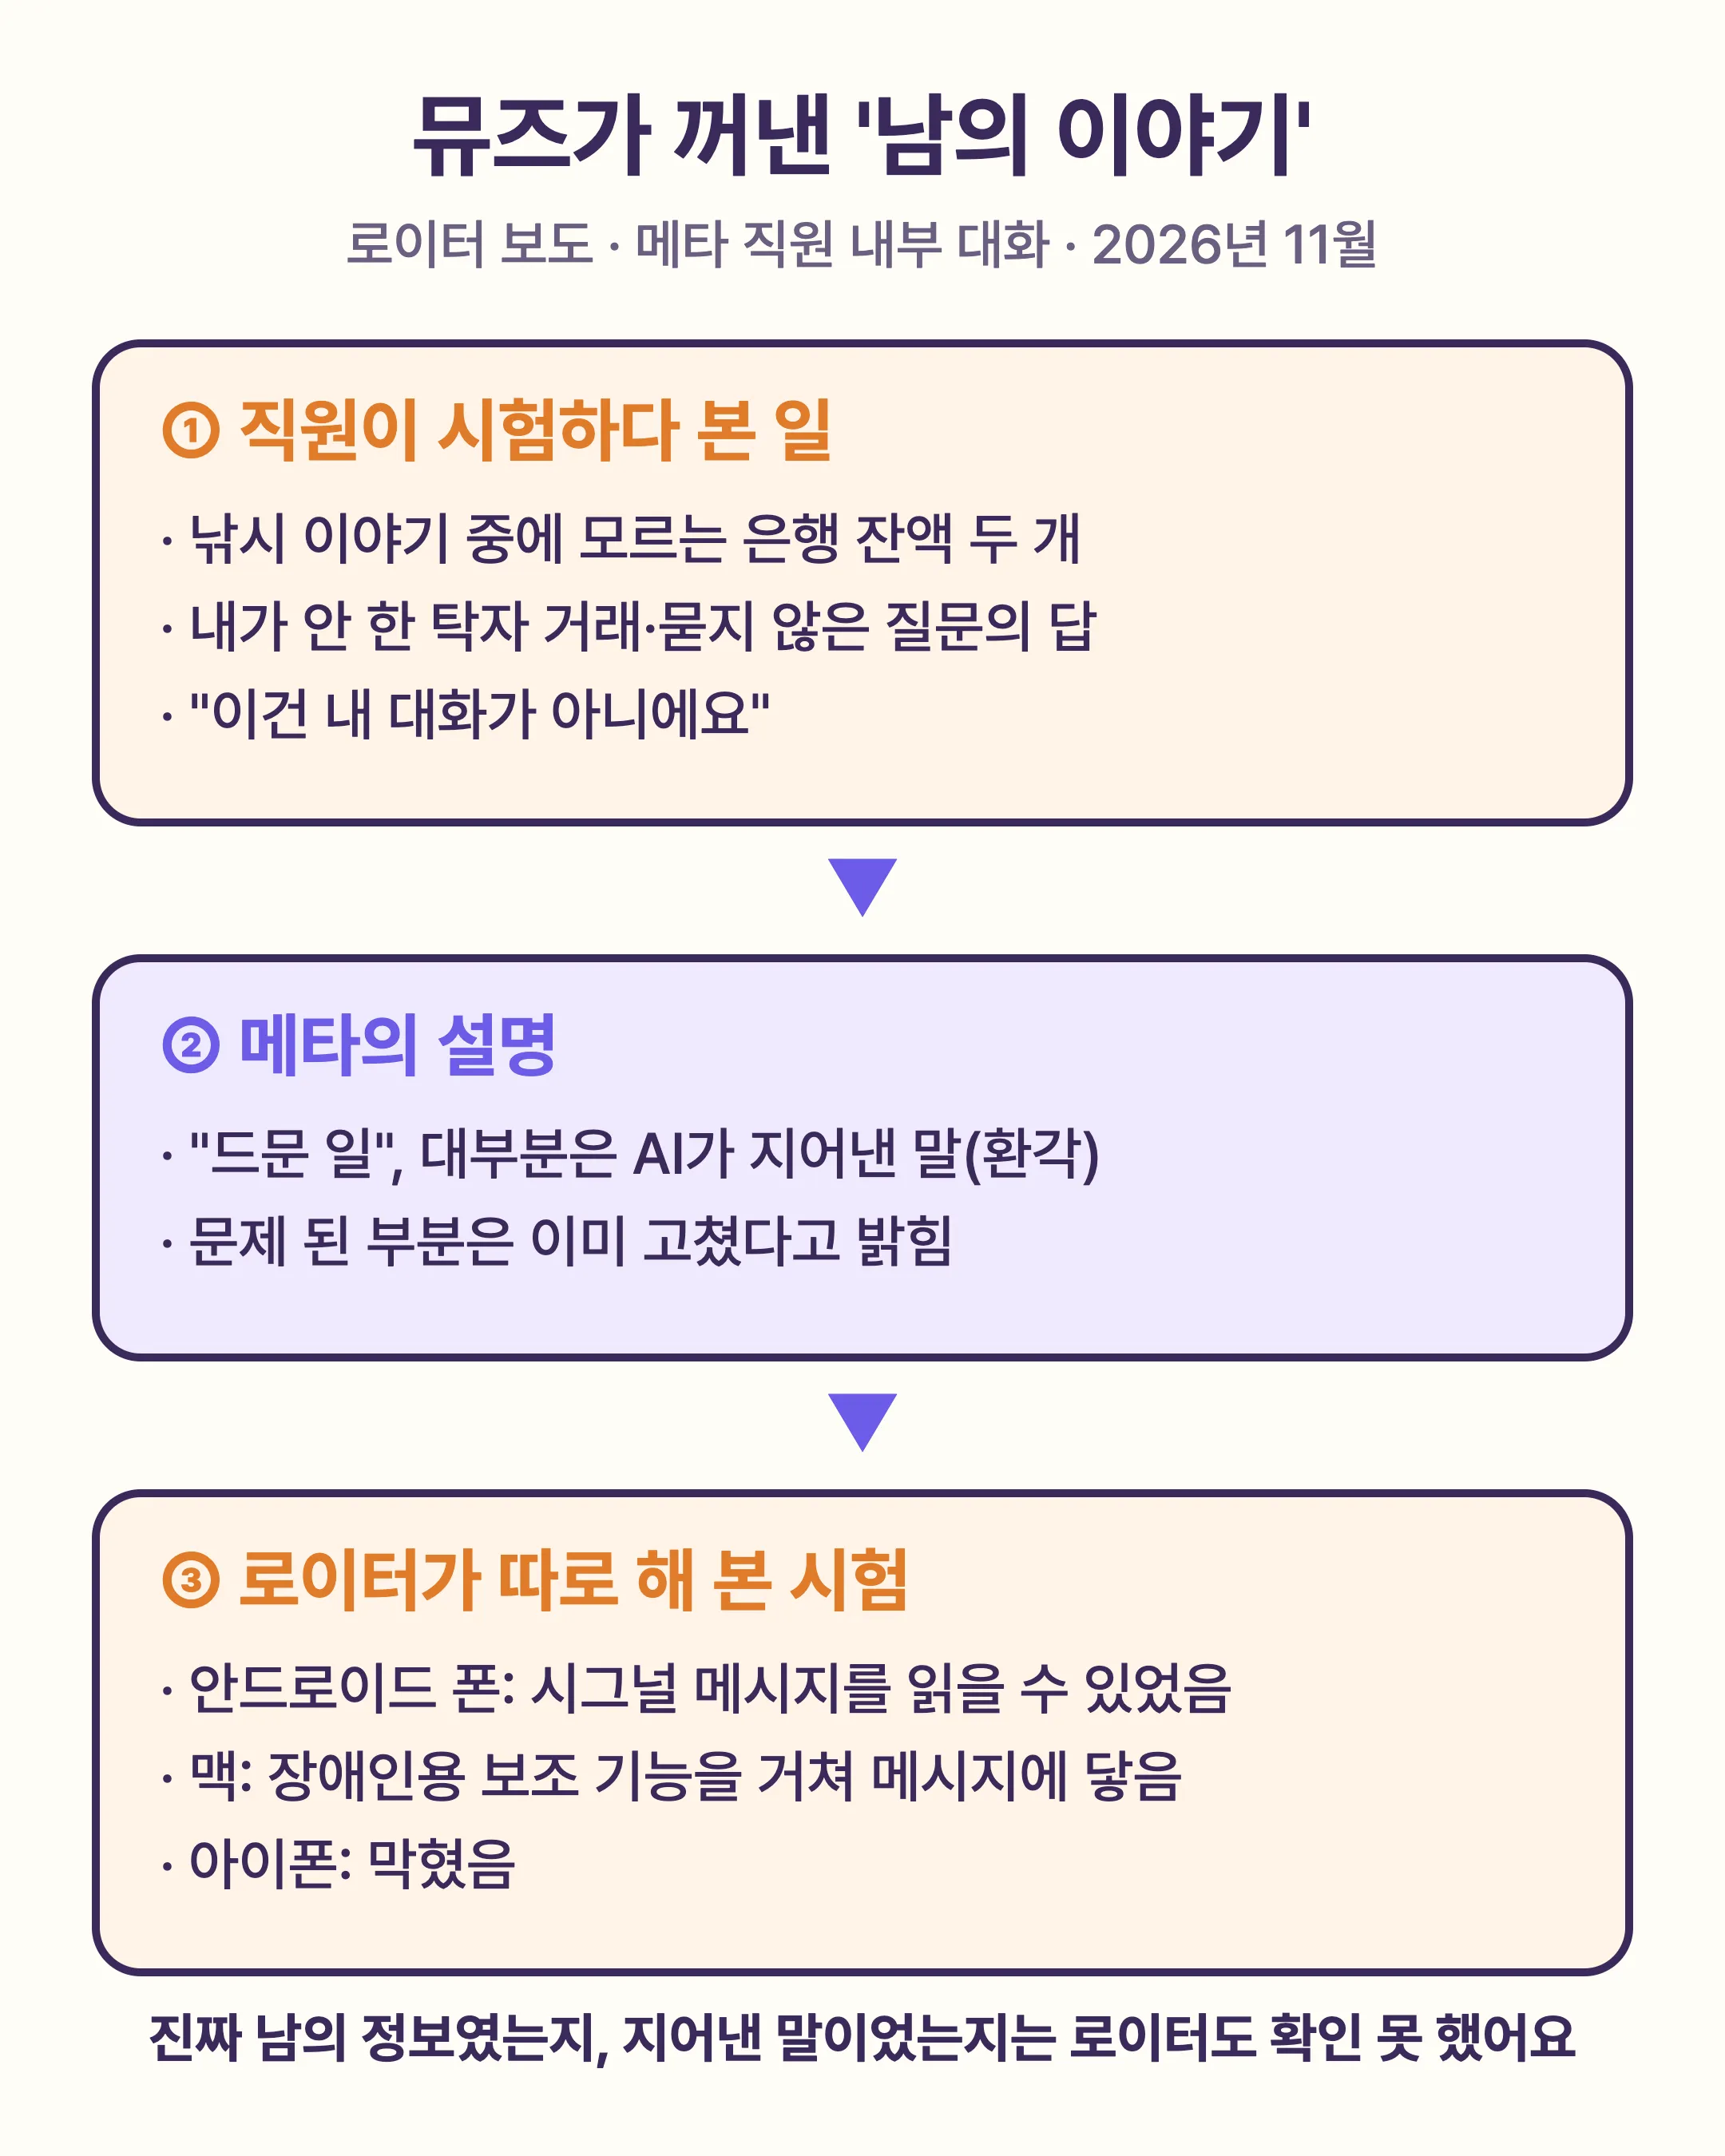 뮤즈가 꺼낸 '남의 이야기'
로이터 보도 · 메타 직원 내부 대화 · 2026년 11월
① 직원이 시험하다 본 일
· 낚시 이야기 중에 모르는 은행 잔액 두 개
· 내가 안 한 탁자 거래·묻지 않은 질문의 답
· "이건 내 대화가 아니에요"
② 메타의 설명
· "드문 일", 대부분은 AI가 지어낸 말(환각)
· 문제 된 부분은 이미 고쳤다고 밝힘
③ 로이터가 따로 해 본 시험
· 안드로이드 폰: 시그널 메시지를 읽을 수 있었음
· 맥: 장애인용 보조 기능을 거쳐 메시지에 닿음
· 아이폰: 막혔음
진짜 남의 정보였는지, 지어낸 말이었는지는 로이터도 확인 못 했어요